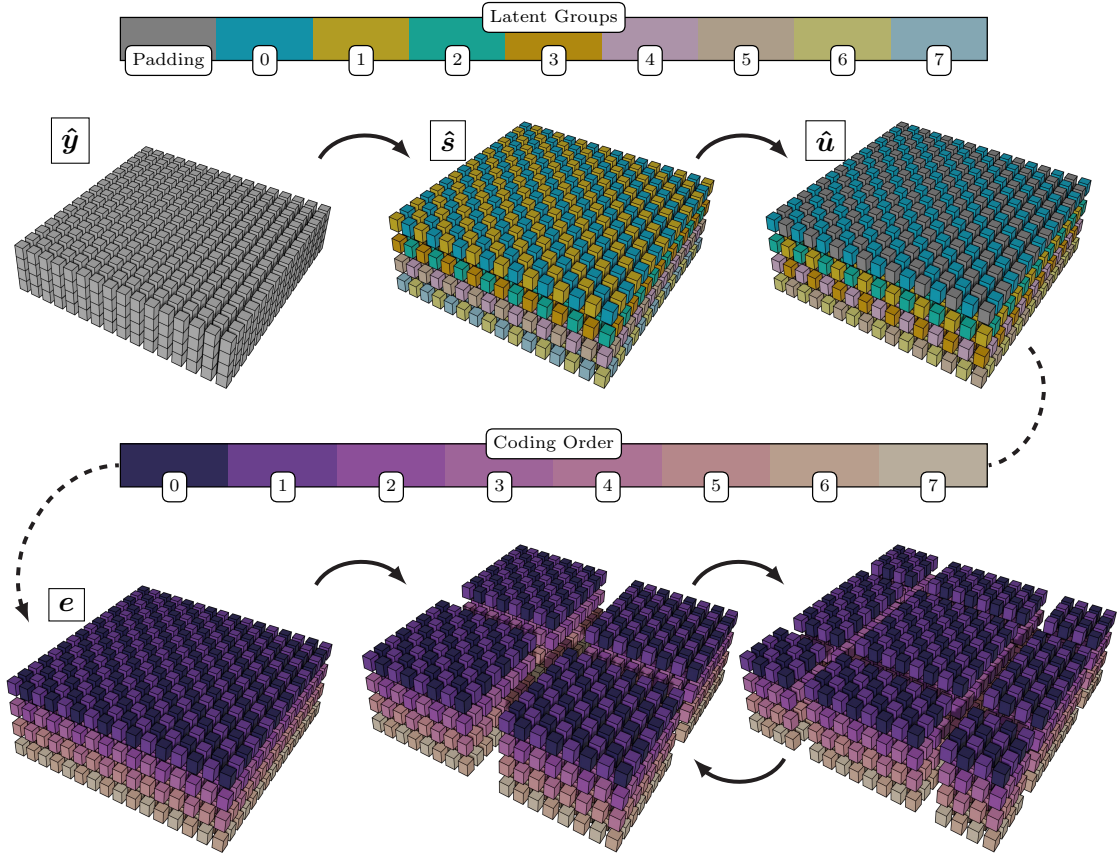 Latent Groups
Padding 0 1 2 3 4 5 6 7
ŷ ŝ û
Coding Order
0 1 2 3 4 5 6 7
e